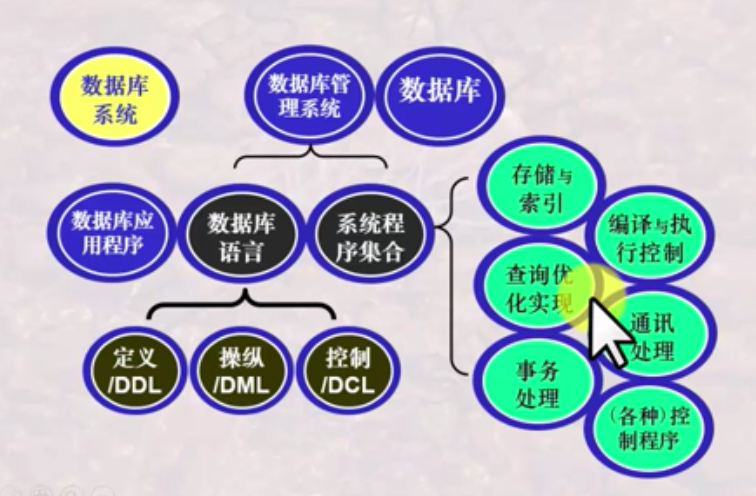 数据库
系统
数据库管
理系统
数据库
数据库应
用程序
数据库
语言
系统程
序集合
存储与
索引
编译与执
行控制
查询优
化实现
通讯
处理
事务
处理
(各种)控
制程序
定义
/DDL
操纵
/DML
控制
/DCL